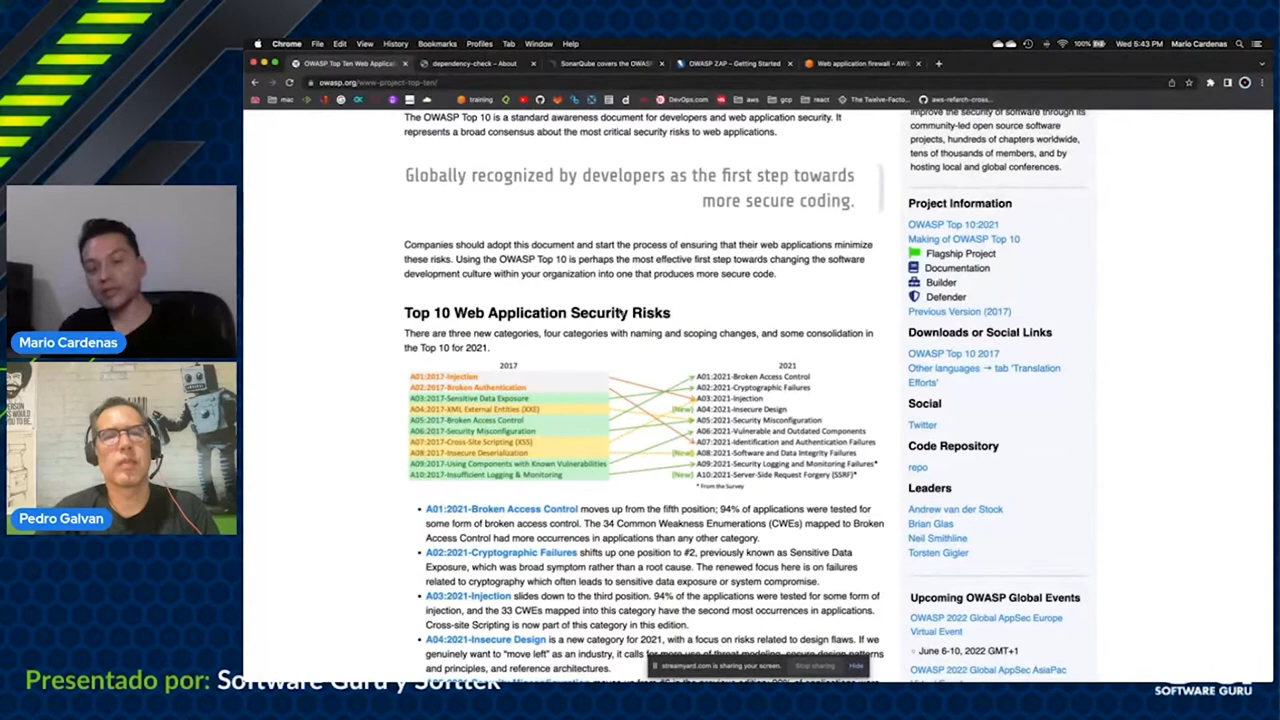 Chrome File Edit View History Bookmarks Profiles Tab Window Help
100% Wed 5:43 PM Mario Cardenas
OWASP Top Ten Web Applica
dependency-check – About
SonarQube covers the OWASP
OWASP ZAP – Getting Started
Web application firewall - AWS
owasp.org/www-project-top-ten/
mac
training
DevOps.com
aws
gcp
react
The Twelve-Facto...
aws-refarch-cross...
The OWASP Top 10 is a standard awareness document for developers and web application security. It
represents a broad consensus about the most critical security risks to web applications.
Globally recognized by developers as the first step towards
more secure coding.
Companies should adopt this document and start the process of ensuring that their web applications minimize
these risks. Using the OWASP Top 10 is perhaps the most effective first step towards changing the software
development culture within your organization into one that produces more secure code.
Top 10 Web Application Security Risks
There are three new categories, four categories with naming and scoping changes, and some consolidation in
the Top 10 for 2021.
2017
A01:2017-Injection
A02:2017-Broken Authentication
A03:2017-Sensitive Data Exposure
A04:2017-XML External Entities (XXE)
A05:2017-Broken Access Control
A06:2017-Security Misconfiguration
A07:2017-Cross-Site Scripting (XSS)
A08:2017-Insecure Deserialization
A09:2017-Using Components with Known Vulnerabilities
A10:2017-Insufficient Logging & Monitoring
2021
A01:2021-Broken Access Control
A02:2021-Cryptographic Failures
A03:2021-Injection
(New) A04:2021-Insecure Design
A05:2021-Security Misconfiguration
A06:2021-Vulnerable and Outdated Components
A07:2021-Identification and Authentication Failures
(New) A08:2021-Software and Data Integrity Failures
A09:2021-Security Logging and Monitoring Failures*
(New) A10:2021-Server-Side Request Forgery (SSRF)*
* From the Survey
• A01:2021-Broken Access Control moves up from the fifth position; 94% of applications were tested for
some form of broken access control. The 34 Common Weakness Enumerations (CWEs) mapped to Broken
Access Control had more occurrences in applications than any other category.
• A02:2021-Cryptographic Failures shifts up one position to #2, previously known as Sensitive Data
Exposure, which was broad symptom rather than a root cause. The renewed focus here is on failures
related to cryptography which often leads to sensitive data exposure or system compromise.
• A03:2021-Injection slides down to the third position. 94% of the applications were tested for some form of
injection, and the 33 CWEs mapped into this category have the second most occurrences in applications.
Cross-site Scripting is now part of this category in this edition.
• A04:2021-Insecure Design is a new category for 2021, with a focus on risks related to design flaws. If we
genuinely want to "move left" as an industry, it calls for more use of threat modeling, secure design patterns
and principles, and reference architectures.
improve the security of software through its
community-led open source software
projects, hundreds of chapters worldwide,
tens of thousands of members, and by
hosting local and global conferences.
Project Information
OWASP Top 10:2021
Making of OWASP Top 10
Flagship Project
Documentation
Builder
Defender
Previous Version (2017)
Downloads or Social Links
OWASP Top 10 2017
Other languages → tab 'Translation
Efforts'
Social
Twitter
Code Repository
repo
Leaders
Andrew van der Stock
Brian Glas
Neil Smithline
Torsten Gigler
Upcoming OWASP Global Events
OWASP 2022 Global AppSec Europe
Virtual Event
June 6-10, 2022 GMT+1
OWASP 2022 Global AppSec AsiaPac
streamyard.com is sharing your screen. Stop sharing Hide
Mario Cardenas
Pedro Galvan
Presentado por: Software Guru y Softtek
SOFTWARE GURU